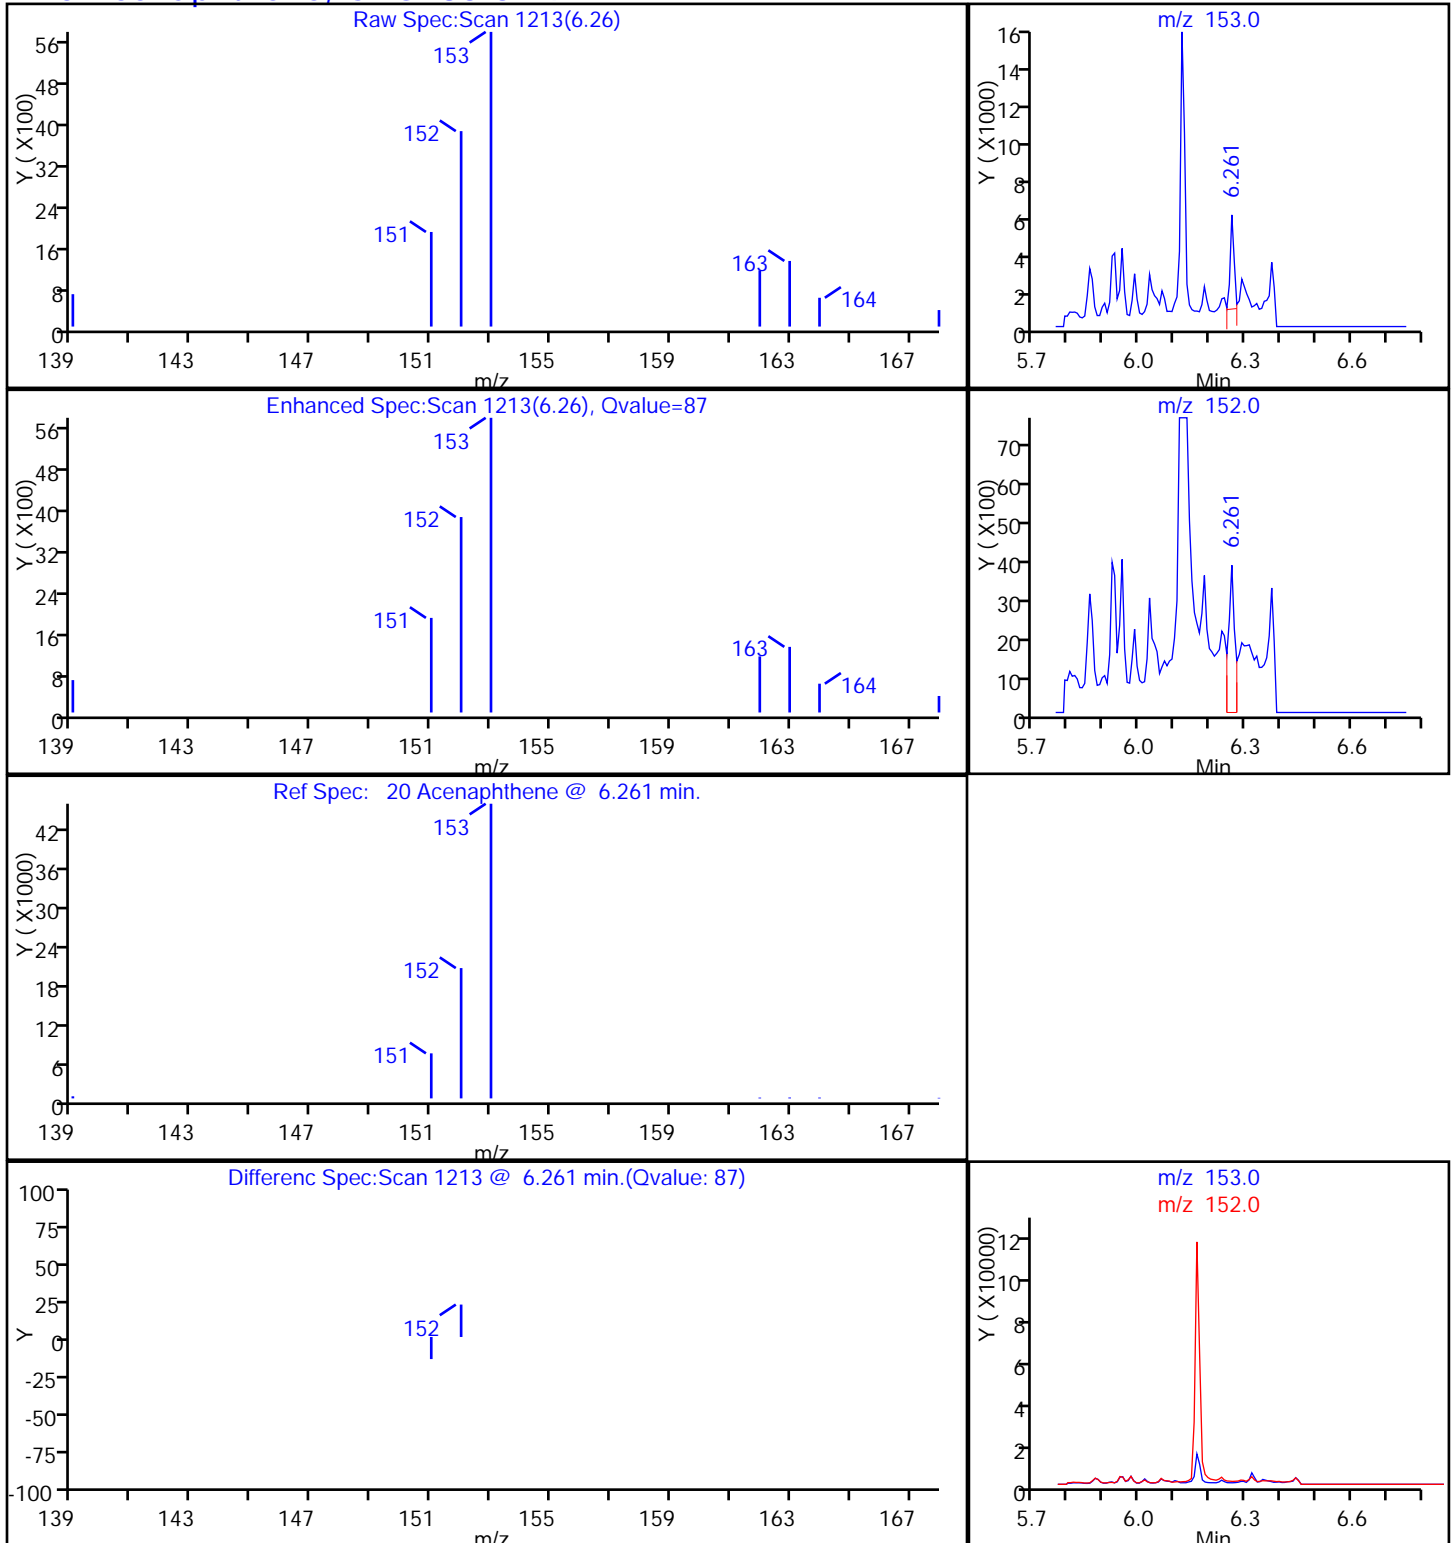 Raw Spec:Scan 1213(6.26)
Y ( X100)
56
48
40
32
24
16
8
0
153
152
151
163
164
139 143 147 151 155 159 163 167
m/z
m/z 153.0
Y ( X1000)
16
14
12
10
8
6
4
2
0
6.261
5.7 6.0 6.3 6.6
Min
Enhanced Spec:Scan 1213(6.26), Qvalue=87
Y ( X100)
56
48
40
32
24
16
8
0
153
152
151
163
164
139 143 147 151 155 159 163 167
m/z
m/z 152.0
Y ( X100)
70
60
50
40
30
20
10
0
6.261
5.7 6.0 6.3 6.6
Min
Ref Spec: 20 Acenaphthene @ 6.261 min.
Y ( X1000)
42
36
30
24
18
12
6
0
153
152
151
139 143 147 151 155 159 163 167
m/z
Differenc Spec:Scan 1213 @ 6.261 min.(Qvalue: 87)
Y
100
75
50
25
0
-25
-50
-75
-100
152
139 143 147 151 155 159 163 167
m/z
m/z 153.0
m/z 152.0
Y ( X10000)
12
10
8
6
4
2
0
5.7 6.0 6.3 6.6
Min